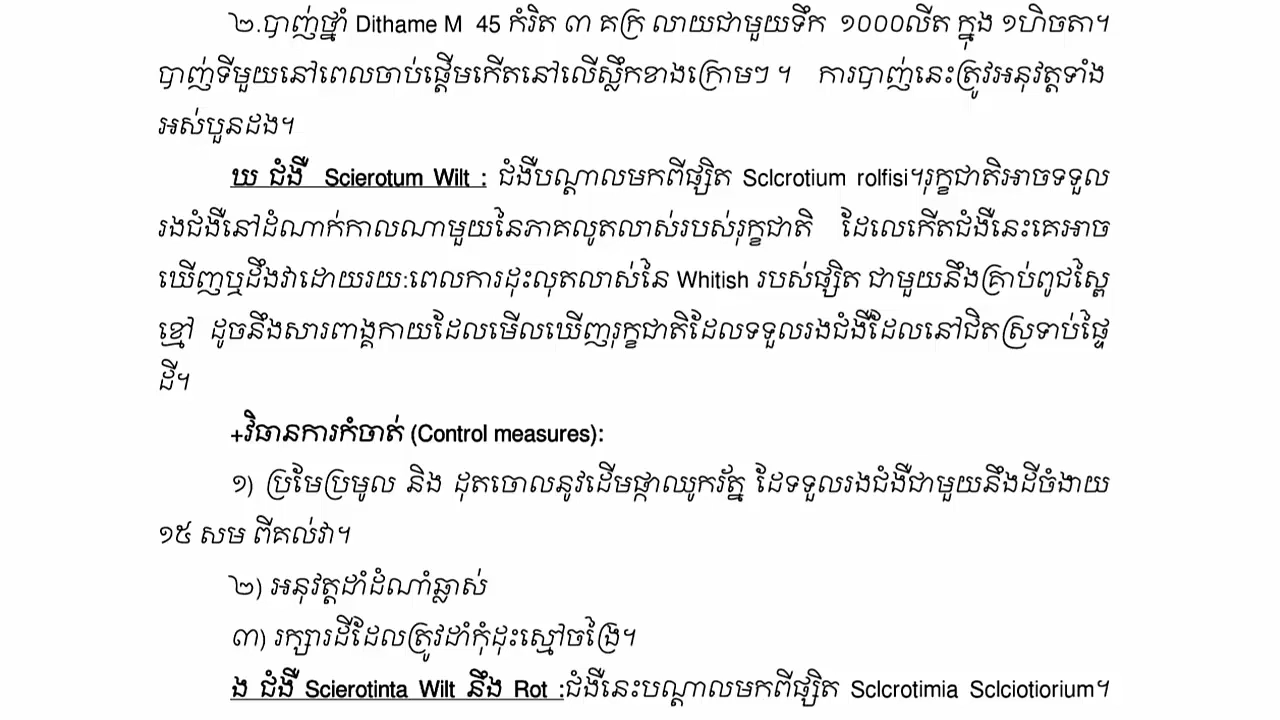 ២.បាញ់ថ្នាំ Dithame M 45 កំរិត ៣ គក្រ លាយជាមួយទឹក ១០០០លីត ក្នុង ១ហិចតា។
បាញ់ទីមួយនៅពេលចាប់ផ្តើមកើតនៅលើស្លឹកខាងក្រោមៗ ។ ការបាញ់នេះត្រូវអនុវត្តទាំង
អស់បួនដង។
ឃ ជំងឺ Scierotum Wilt : ជំងឺបណ្តាលមកពីផ្សិត Sclcrotium rolfisi។រុក្ខជាតិអាចទទួល
រងជំងឺនៅដំណាក់កាលណាមួយនៃភាគលូតលាស់របស់រុក្ខជាតិ ដែលេកើតជំងឺនេះគេអាច
ឃើញឬដឹងវាដោយរយៈពេលការដុះលុតលាស់នៃ Whitish របស់ផ្សិត ជាមួយនឹងគ្រាប់ពូជស្ពៃ
ខ្មៅ ដូចនឹងសារពាង្គកាយដែលមើលឃើញរុក្ខជាតិដែលទទួលរងជំងឺដែលនៅជិតស្រទាប់ផ្ទៃ
ដី។
+វិធានការកំចាត់ (Control measures):
១) ប្រមែប្រមូល និង ដុតចោលនូវដើមផ្កាឈូករ័ត្ន ដែទទួលរងជំងឺជាមួយនឹងដីចំងាយ
១៥ សម ពីគល់វា។
២) អនុវត្តដាំដំណាំឆ្លាស់
៣) រក្សារដីដែលត្រូវដាំកុំដុះស្មៅចង្រៃ។
ង ជំងឺ Scierotinta Wilt នឹង Rot :ជំងឺនេះបណ្តាលមកពីផ្សិត Sclcrotimia Sclciotiorium។